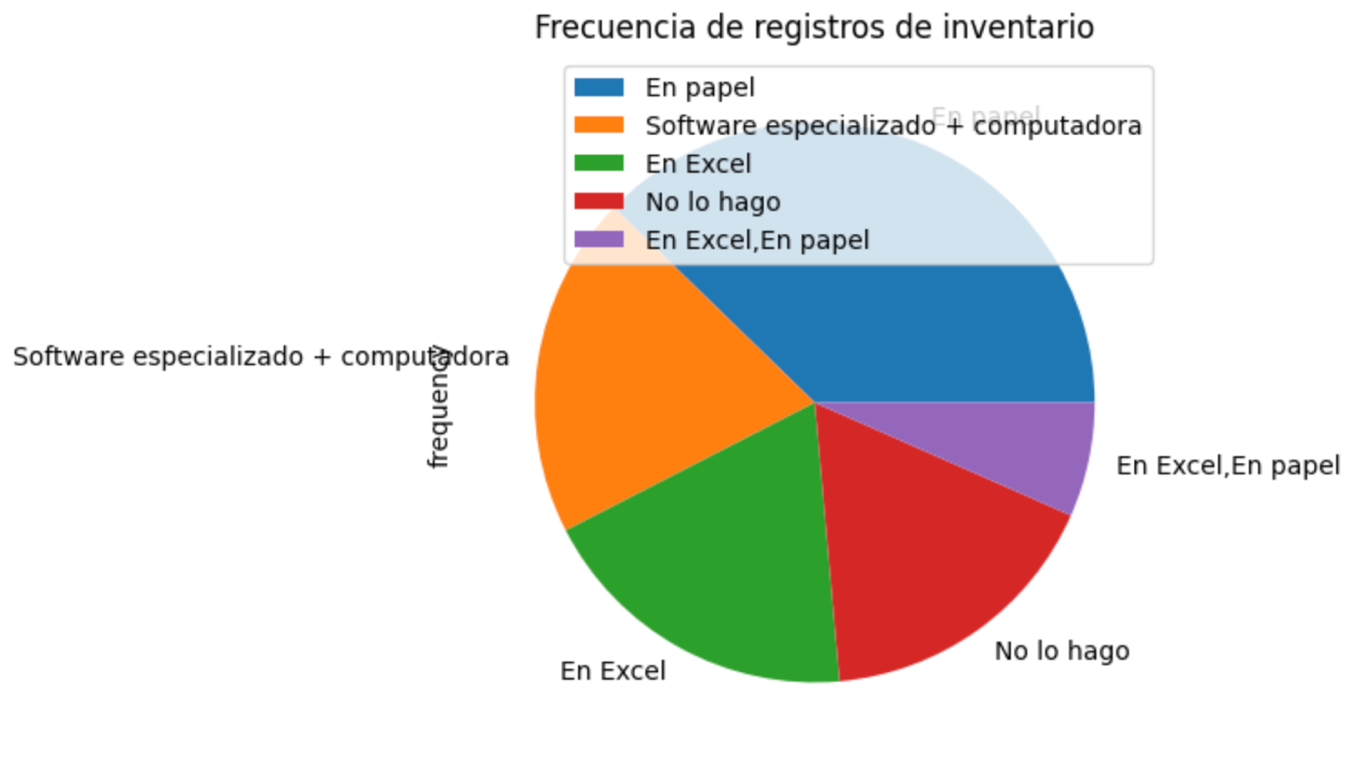 Frecuencia de registros de inventario
En papel
Software especializado + computadora
En Excel
No lo hago
En Excel,En papel
En papel
Software especializado + computadora
frequency
En Excel,En papel
No lo hago
En Excel